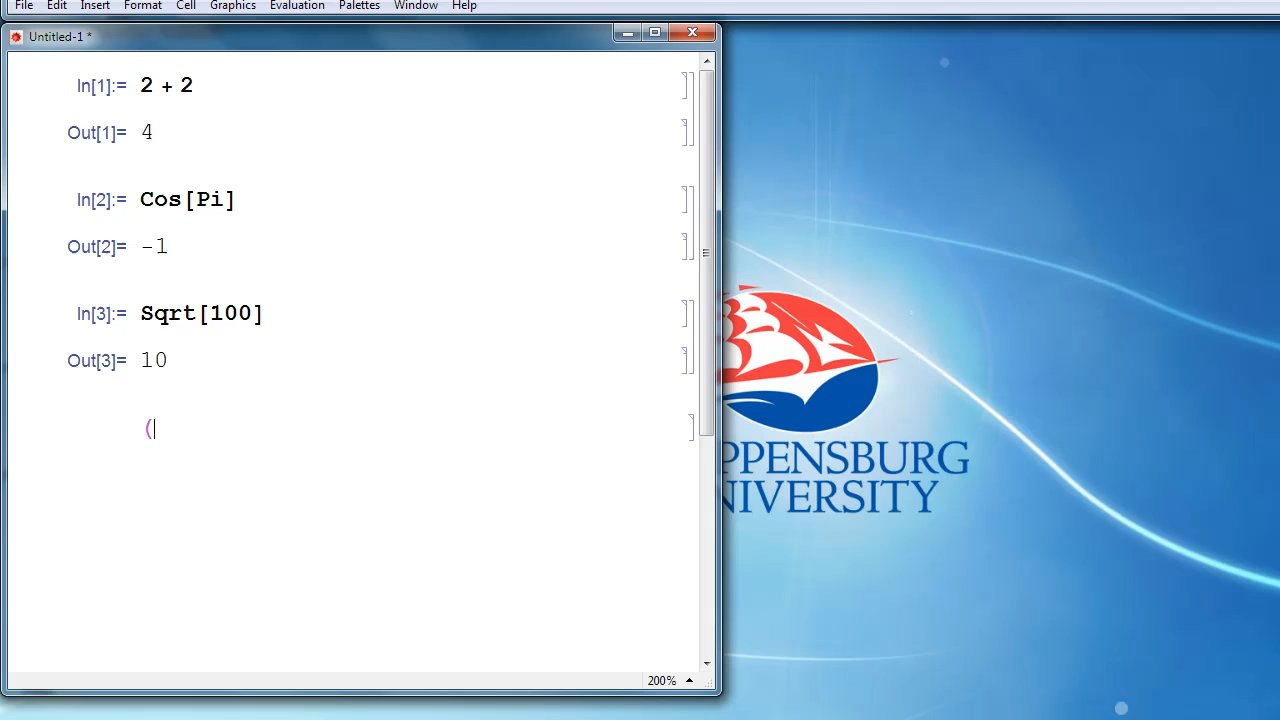 File Edit Insert Format Cell Graphics Evaluation Palettes Window Help
Untitled-1 *
In[1]:= 2 + 2
Out[1]= 4
In[2]:= Cos[Pi]
Out[2]= -1
In[3]:= Sqrt[100]
Out[3]= 10
(
PPENSBURG
NIVERSITY
200%